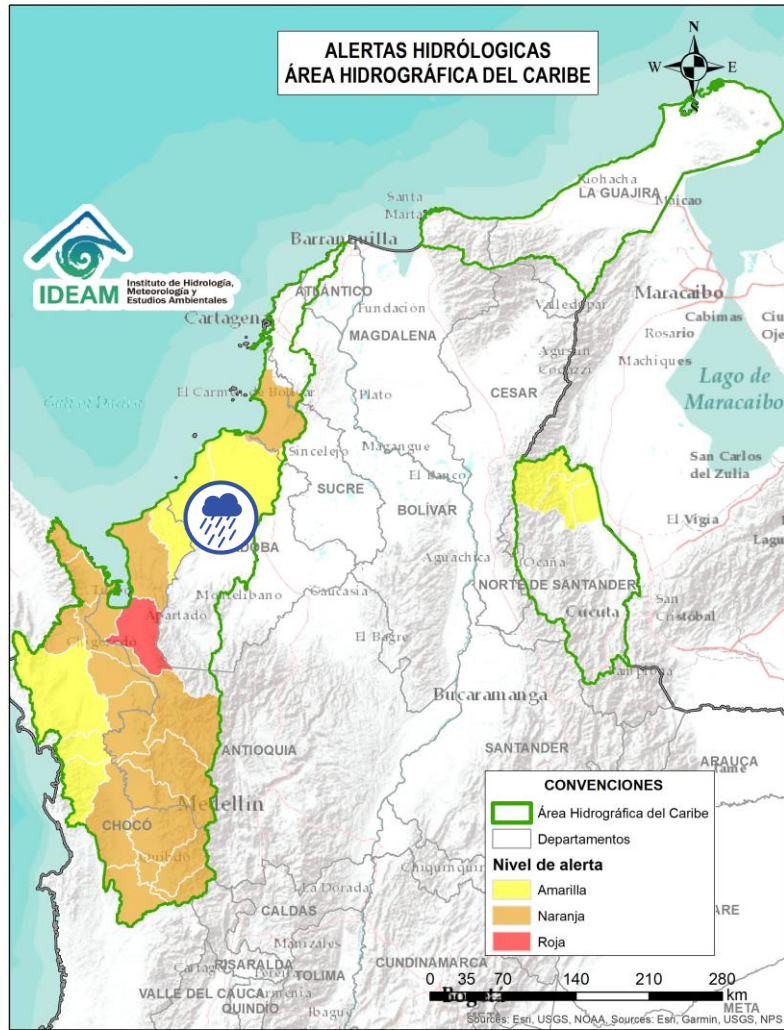 ALERTAS HIDRÓLOGICAS
ÁREA HIDROGRÁFICA DEL CARIBE
N
W
E
S
Riohacha
LA GUAJIRA
Maicao
Santa
Marta
Barranquilla
IDEAM
Instituto de Hidrología,
Meteorología y
Estudios Ambientales
ATLÁNTICO
Cartagena
Fundación
MAGDALENA
Valledupar
Maracaibo
Cabimas
Rosario
Machiques
Agustín
Codazzi
CESAR
Lago de
Maracaibo
El Carmen de Bolívar
Plato
Sincelejo
Magangue
El Banco
San Carlos
del Zulia
SUCRE
BOLÍVAR
El Vigía
Aguachica
Ocaña
NORTE DE SANTANDER
Montelíbano
Caucasia
Cúcuta
San
Cristóbal
Apartado
El Bagre
Pamplona
Bucaramanga
ANTIOQUIA
SANTANDER
ARAUCA
Medellín
CHOCÓ
Quibdó
La Dorada
CALDAS
Manizales
RISARALDA
TOLIMA
CUNDINAMARCA
VALLE DEL CAUCA
Armenia
QUINDÍO
Ibagué
Bogotá
META
CONVENCIONES
Área Hidrográfica del Caribe
Departamentos
Nivel de alerta
Amarilla
Naranja
Roja
0 35 70 140 210 280
KM
Sources: Esri, USGS, NOAA, Sources: Esri, Garmin, USGS, NPS